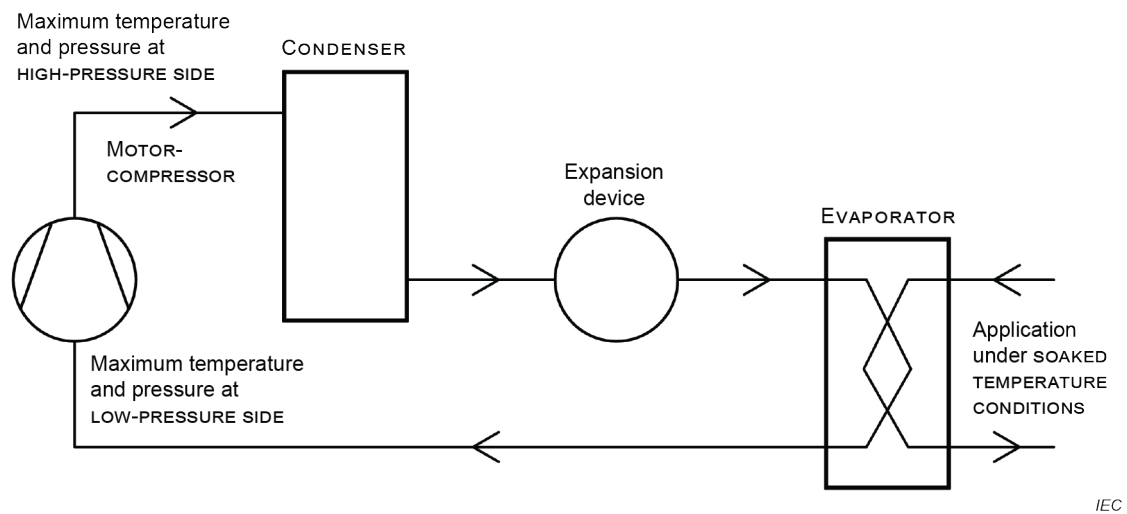 Maximum temperature
and pressure at
HIGH-PRESSURE SIDE
CONDENSER
MOTOR-
COMPRESSOR
Expansion
device
EVAPORATOR
Maximum temperature
and pressure at
LOW-PRESSURE SIDE
Application
under SOAKED
TEMPERATURE
CONDITIONS
IEC